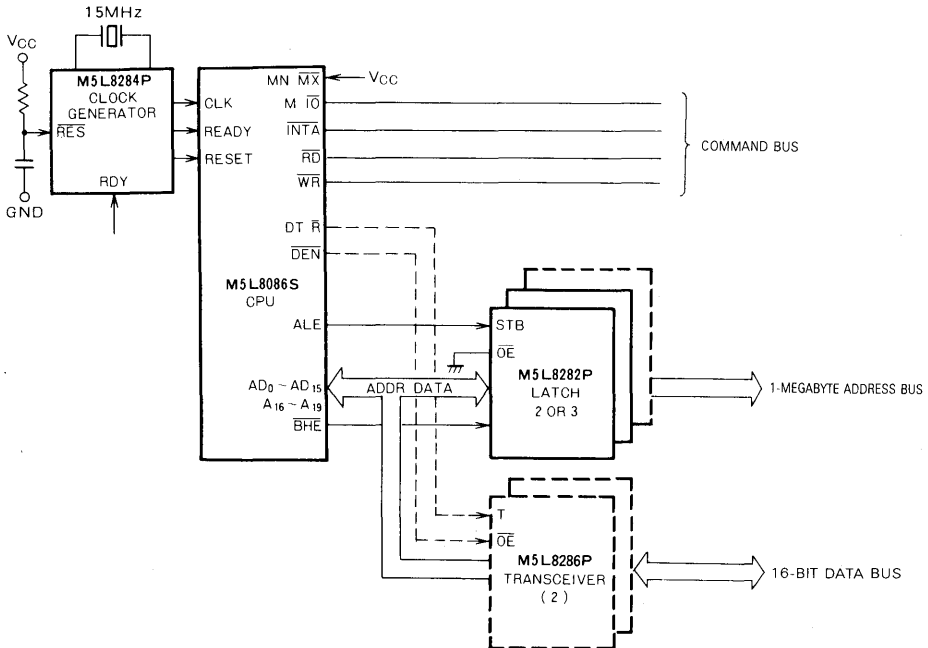 15MHz
VCC
M5L8284P
CLOCK
GENERATOR
RES
RDY
GND
CLK
READY
RESET
MN MX
VCC
M IO
INTA
RD
WR
COMMAND BUS
DT R
DEN
M5L8086S
CPU
ALE
AD0 ~ AD15
A16 ~ A19
BHE
ADDR DATA
STB
OE
M5L8282P
LATCH
2 OR 3
1-MEGABYTE ADDRESS BUS
T
OE
M5L8286P
TRANSCEIVER
(2)
16-BIT DATA BUS